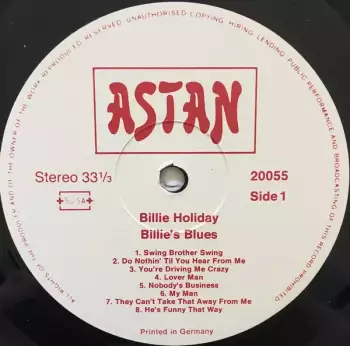 ALL RIGHTS OF THE PRODUCER AND OF THE OWNER OF THE WORK REPRODUCED RESERVED. UNAUTHORISED COPYING, HIRING, LENDING, PUBLIC PERFORMANCE AND BROADCASTING OF THIS RECORD PROHIBITED
ASTAN
Stereo 33⅓
20055
Side 1
Billie Holiday
Billie's Blues
1. Swing Brother Swing
2. Do Nothin' Til You Hear From Me
3. You're Driving Me Crazy
4. Lover Man
5. Nobody's Business
6. My Man
7. They Can't Take That Away From Me
8. He's Funny That Way
Printed in Germany